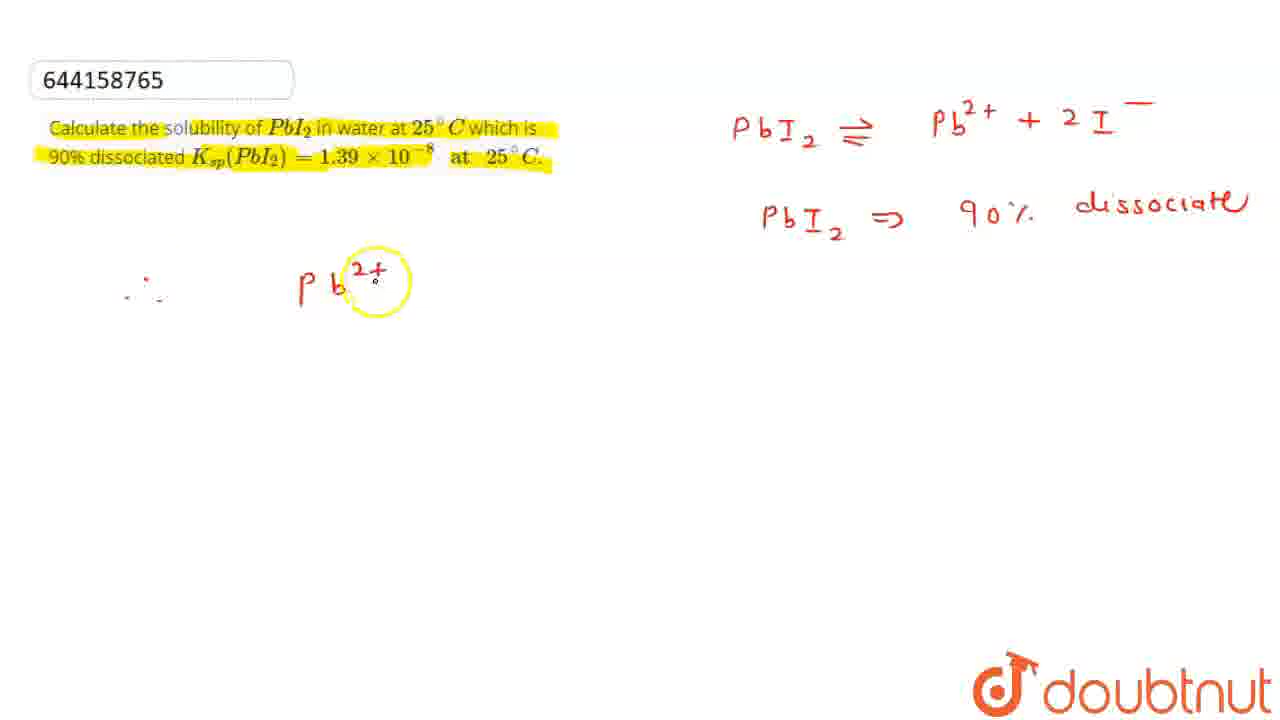 644158765
Calculate the solubility of PbI₂ in water at 25°C which is
90% dissociated K_sp(PbI₂) = 1.39 × 10⁻⁸ at 25°C.
PbI₂ ⇌ Pb²⁺ + 2I⁻
PbI₂ ⇒ 90% dissociate
∴ Pb²⁺
doubtnut